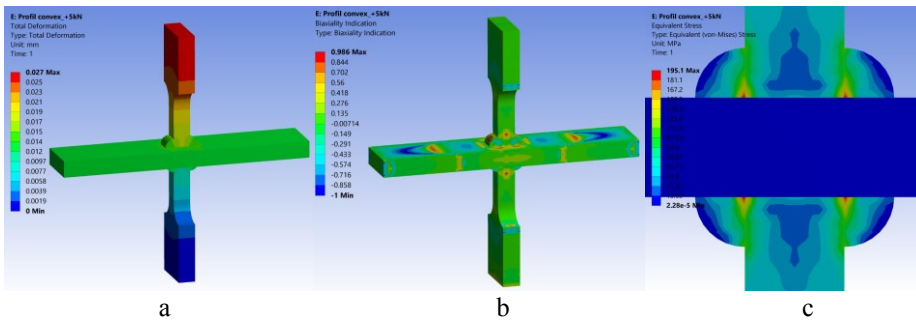 E: Profil convex_+5kN
Total Deformation
Type: Total Deformation
Unit: mm
Time: 1
0.027 Max
0.025
0.023
0.021
0.019
0.017
0.015
0.014
0.012
0.0097
0.0077
0.0058
0.0039
0.0019
0 Min
E: Profil convex_+5kN
Biaxiality Indication
Type: Biaxiality Indication
Time: 1
0.986 Max
0.844
0.702
0.56
0.418
0.276
0.135
-0.00714
-0.149
-0.291
-0.433
-0.574
-0.716
-0.858
-1 Min
E: Profil convex_+5kN
Equivalent Stress
Type: Equivalent (von-Mises) Stress
Unit: MPa
Time: 1
195.1 Max
181.1
167.2
2.28e-5
a
b
c